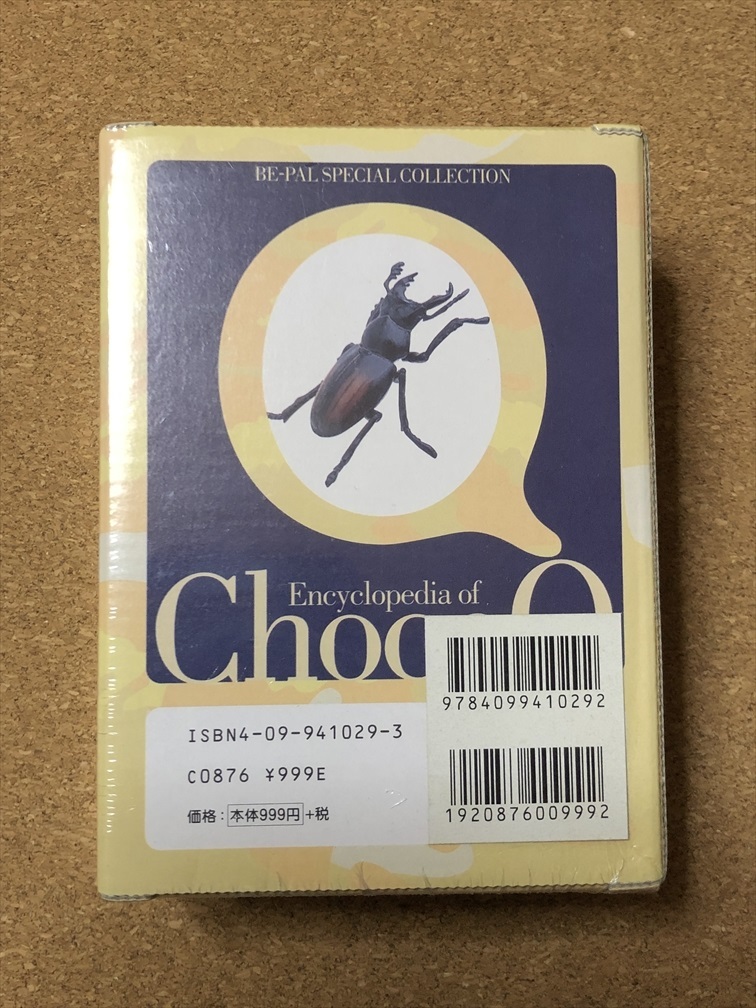 BE-PAL SPECIAL COLLECTION
Encyclopedia of
Choc Q
9784099410292
ISBN4-09-941029-3
C0876 ¥999E
価格:本体999円+税
1920876009992